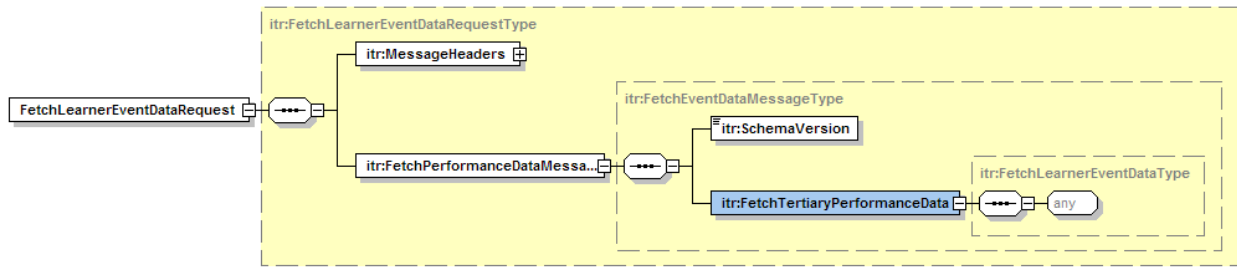 itr:FetchLearnerEventDataRequestType
itr:MessageHeaders
itr:FetchEventDataMessageType
FetchLearnerEventDataRequest
itr:SchemaVersion
itr:FetchPerformanceDataMessa...
itr:FetchLearnerEventDataType
itr:FetchTertiaryPerformanceData
any